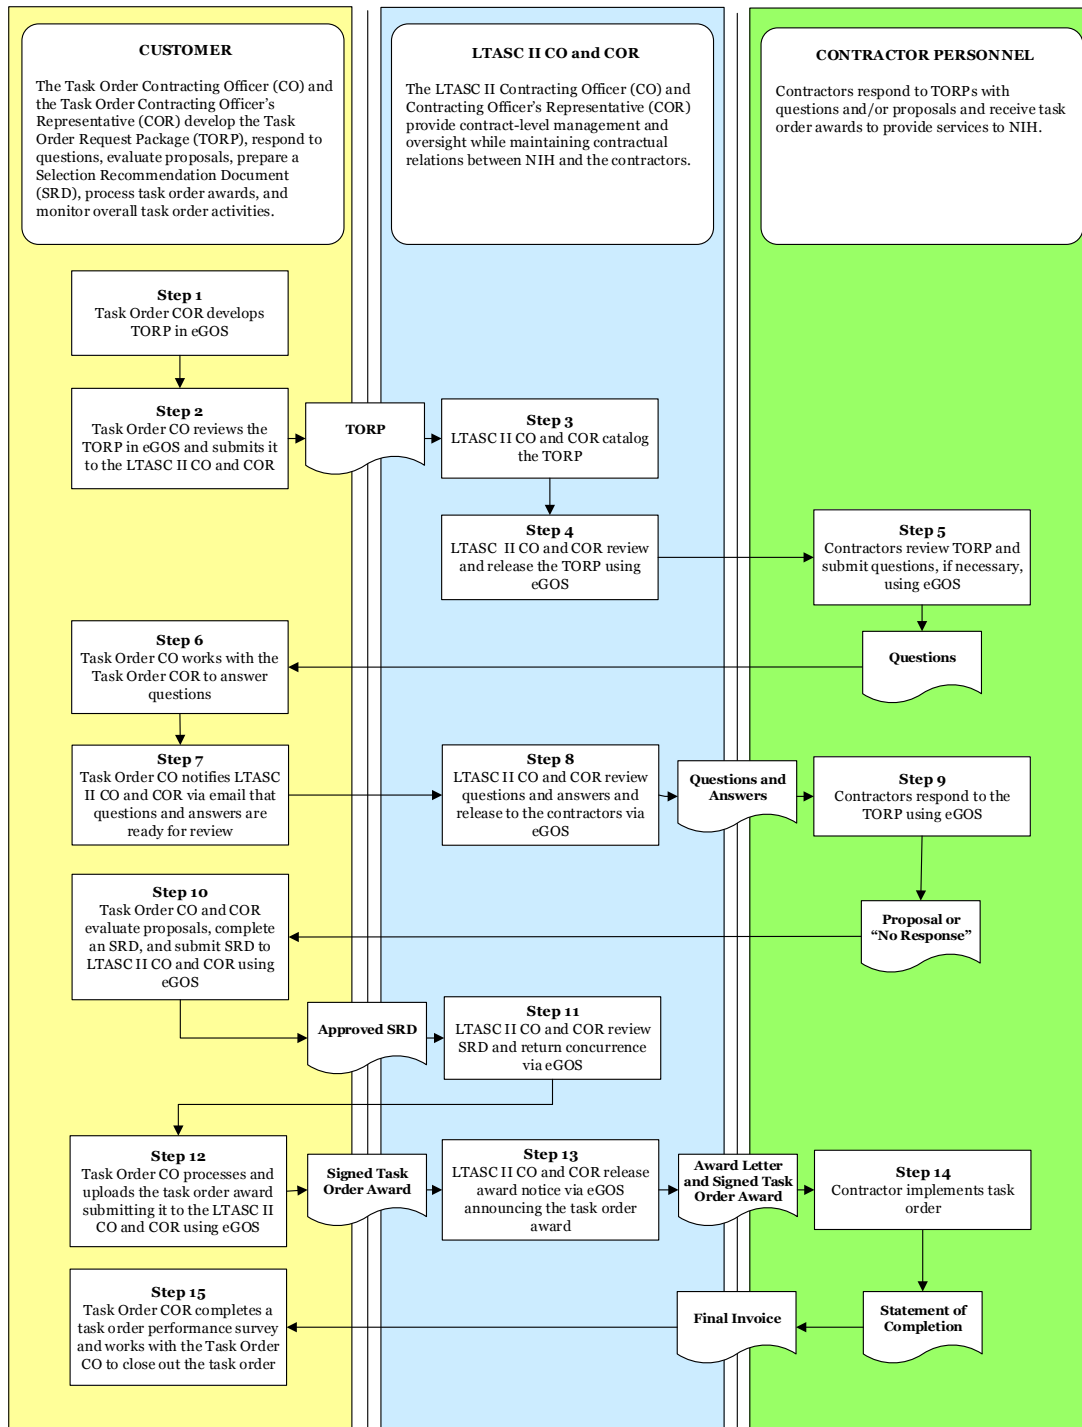 CUSTOMER
The Task Order Contracting Officer (CO) and
the Task Order Contracting Officer's
Representative (COR) develop the Task
Order Request Package (TORP), respond to
questions, evaluate proposals, prepare a
Selection Recommendation Document
(SRD), process task order awards, and
monitor overall task order activities.
LTASC II CO and COR
The LTASC II Contracting Officer (CO) and
Contracting Officer's Representative (COR)
provide contract-level management and
oversight while maintaining contractual
relations between NIH and the contractors.
CONTRACTOR PERSONNEL
Contractors respond to TORPs with
questions and/or proposals and receive task
order awards to provide services to NIH.
Step 1
Task Order COR develops
TORP in eGOS
Step 2
Task Order CO reviews the
TORP in eGOS and submits it
to the LTASC II CO and COR
TORP
Step 3
LTASC II CO and COR catalog
the TORP
Step 4
LTASC II CO and COR review
and release the TORP using
eGOS
Step 5
Contractors review TORP and
submit questions, if necessary,
using eGOS
Questions
Step 6
Task Order CO works with the
Task Order COR to answer
questions
Step 7
Task Order CO notifies LTASC
II CO and COR via email that
questions and answers are
ready for review
Step 8
LTASC II CO and COR review
questions and answers and
release to the contractors via
eGOS
Questions and
Answers
Step 9
Contractors respond to the
TORP using eGOS
Proposal or
“No Response”
Step 10
Task Order CO and COR
evaluate proposals, complete
an SRD, and submit SRD to
LTASC II CO and COR using
eGOS
Approved SRD
Step 11
LTASC II CO and COR review
SRD and return concurrence
via eGOS
Step 12
Task Order CO processes and
uploads the task order award
submitting it to the LTASC II
CO and COR using eGOS
Signed Task
Order Award
Step 13
LTASC II CO and COR release
award notice via eGOS
announcing the task order
award
Award Letter
and Signed Task
Order Award
Step 14
Contractor implements task
order
Statement of
Completion
Final Invoice
Step 15
Task Order COR completes a
task order performance survey
and works with the Task Order
CO to close out the task order